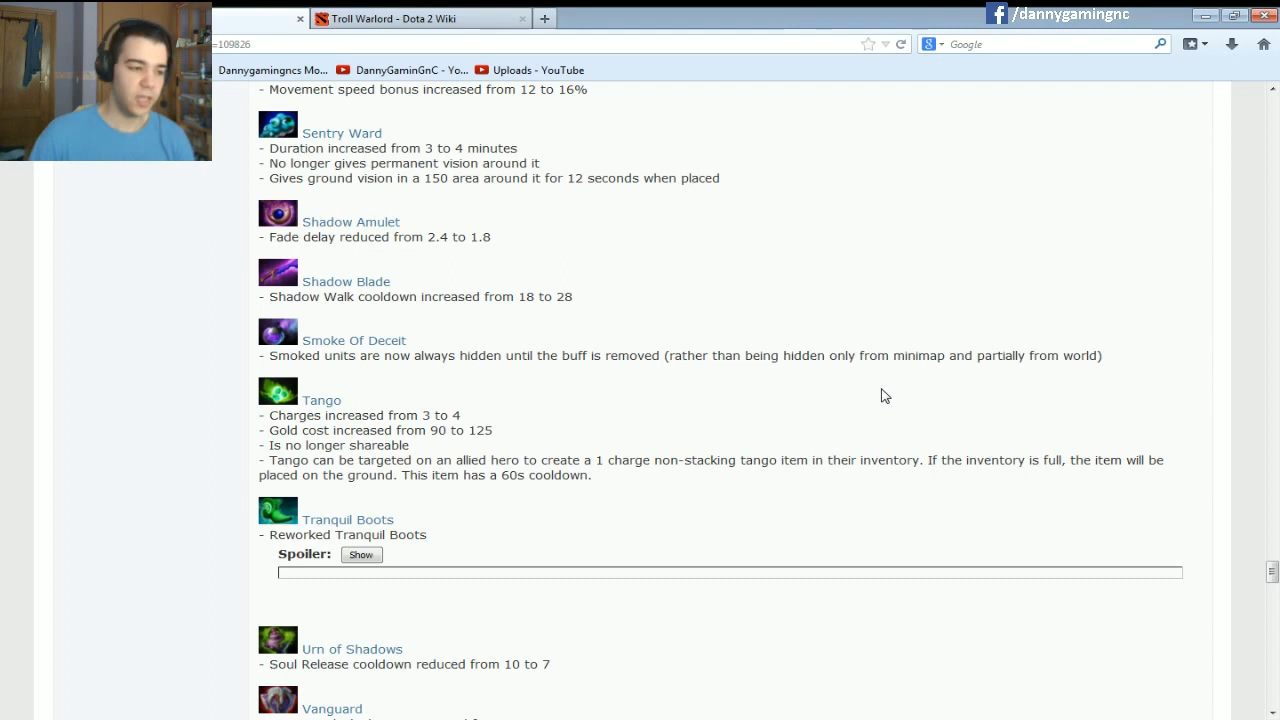 Troll Warlord - Dota 2 Wiki
/dannygamingnc
=109826
Google
Dannygamingncs Mo...
DannyGaminGnC - Yo...
Uploads - YouTube
- Movement speed bonus increased from 12 to 16%
Sentry Ward
- Duration increased from 3 to 4 minutes
- No longer gives permanent vision around it
- Gives ground vision in a 150 area around it for 12 seconds when placed
Shadow Amulet
- Fade delay reduced from 2.4 to 1.8
Shadow Blade
- Shadow Walk cooldown increased from 18 to 28
Smoke Of Deceit
- Smoked units are now always hidden until the buff is removed (rather than being hidden only from minimap and partially from world)
Tango
- Charges increased from 3 to 4
- Gold cost increased from 90 to 125
- Is no longer shareable
- Tango can be targeted on an allied hero to create a 1 charge non-stacking tango item in their inventory. If the inventory is full, the item will be
placed on the ground. This item has a 60s cooldown.
Tranquil Boots
- Reworked Tranquil Boots
Spoiler: Show
Urn of Shadows
- Soul Release cooldown reduced from 10 to 7
Vanguard